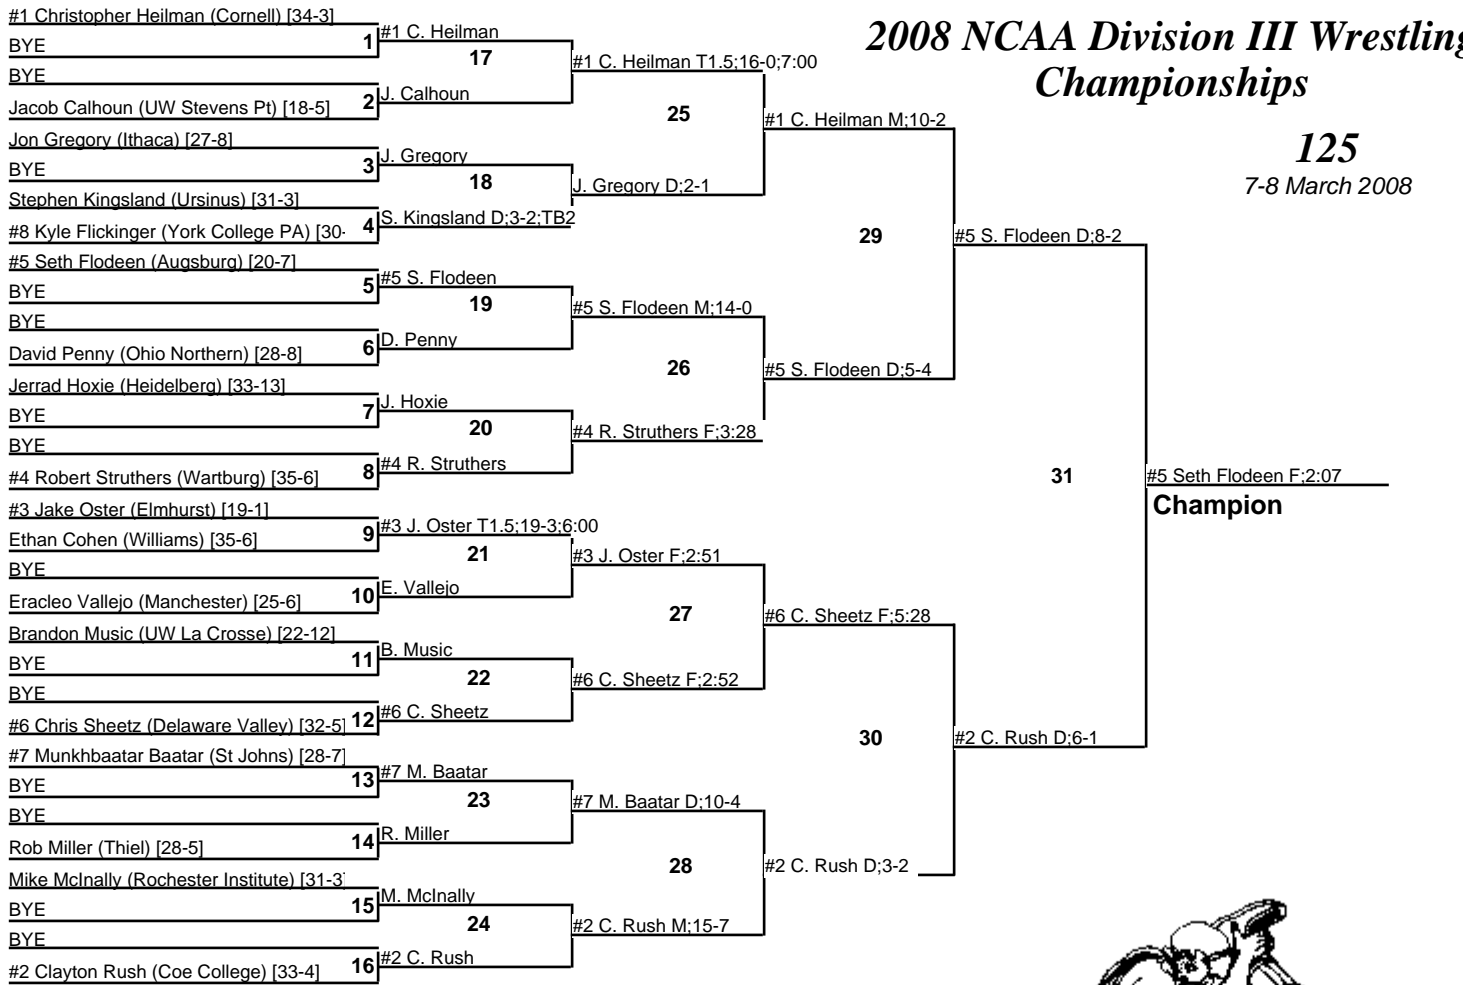 2008 NCAA Division III Wrestling
Championships
125
7-8 March 2008
#1 Christopher Heilman (Cornell) [34-3]
BYE
1
BYE
Jacob Calhoun (UW Stevens Pt) [18-5]
2
Jon Gregory (Ithaca) [27-8]
BYE
3
Stephen Kingsland (Ursinus) [31-3]
#8 Kyle Flickinger (York College PA) [30-
4
#5 Seth Flodeen (Augsburg) [20-7]
BYE
5
BYE
David Penny (Ohio Northern) [28-8]
6
Jerrad Hoxie (Heidelberg) [33-13]
BYE
7
BYE
#4 Robert Struthers (Wartburg) [35-6]
8
#3 Jake Oster (Elmhurst) [19-1]
Ethan Cohen (Williams) [35-6]
9
BYE
Eracleo Vallejo (Manchester) [25-6]
10
Brandon Music (UW La Crosse) [22-12]
BYE
11
BYE
#6 Chris Sheetz (Delaware Valley) [32-5]
12
#7 Munkhbaatar Baatar (St Johns) [28-7]
BYE
13
BYE
Rob Miller (Thiel) [28-5]
14
Mike McInally (Rochester Institute) [31-3]
BYE
15
BYE
#2 Clayton Rush (Coe College) [33-4]
16
#1 C. Heilman
17
J. Calhoun
J. Gregory
18
S. Kingsland D;3-2;TB2
#5 S. Flodeen
19
D. Penny
J. Hoxie
20
#4 R. Struthers
#3 J. Oster T1.5;19-3;6:00
21
E. Vallejo
B. Music
22
#6 C. Sheetz
#7 M. Baatar
23
R. Miller
M. McInally
24
#2 C. Rush
#1 C. Heilman T1.5;16-0;7:00
25
J. Gregory D;2-1
#5 S. Flodeen M;14-0
26
#4 R. Struthers F;3:28
#3 J. Oster F;2:51
27
#6 C. Sheetz F;2:52
#7 M. Baatar D;10-4
28
#2 C. Rush M;15-7
#1 C. Heilman M;10-2
29
#5 S. Flodeen D;5-4
#6 C. Sheetz F;5:28
30
#2 C. Rush D;3-2
#5 S. Flodeen D;8-2
31
#2 C. Rush D;6-1
#5 Seth Flodeen F;2:07
Champion